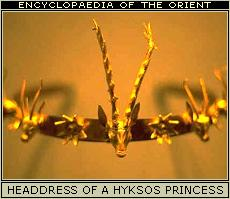 ENCYCLOPAEDIA OF THE ORIENT
HEADDRESS OF A HYKSOS PRINCESS